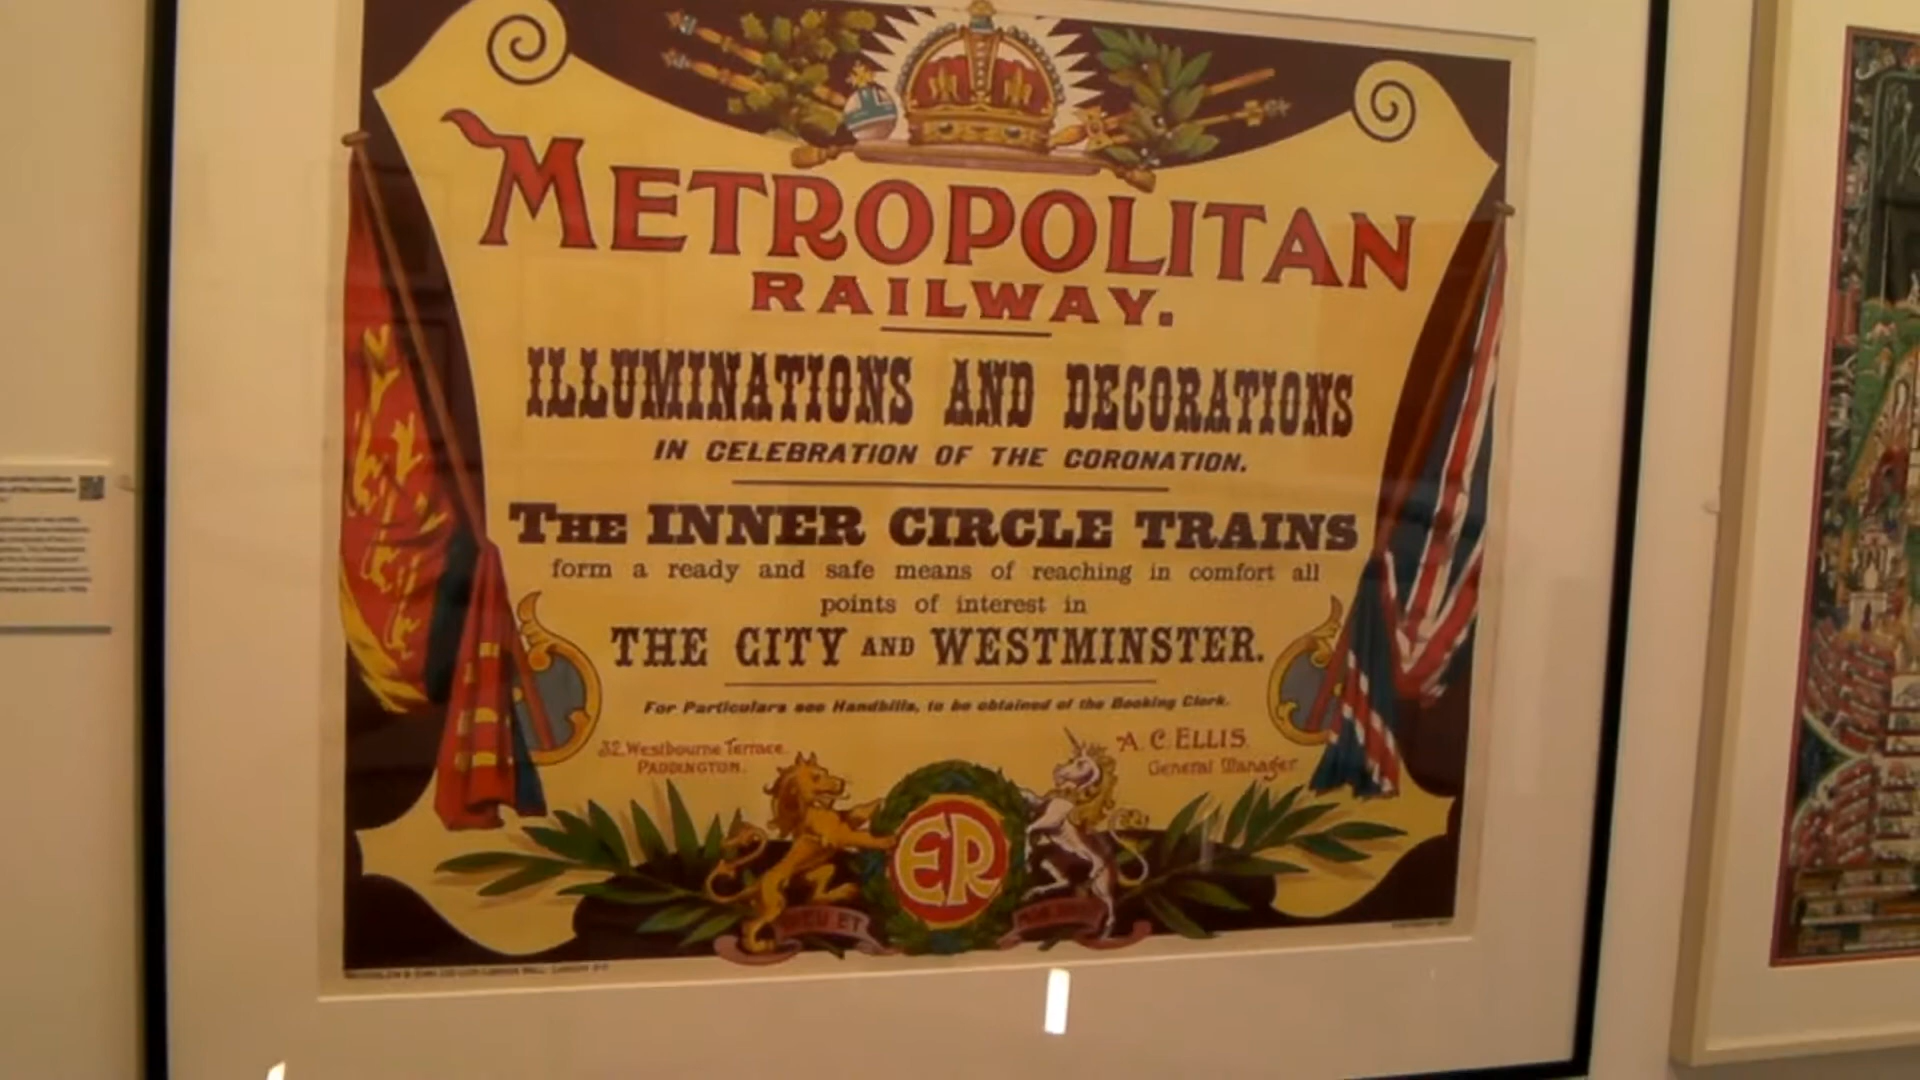 METROPOLITAN
RAILWAY.
ILLUMINATIONS AND DECORATIONS
IN CELEBRATION OF THE CORONATION.
THE INNER CIRCLE TRAINS
form a ready and safe means of reaching in comfort all
points of interest in
THE CITY AND WESTMINSTER.
For Particulars see Handbills, to be obtained of the Booking Clerk.
32, Westbourne Terrace,
PADDINGTON.
A. C. ELLIS,
General Manager
ER
DIEU ET